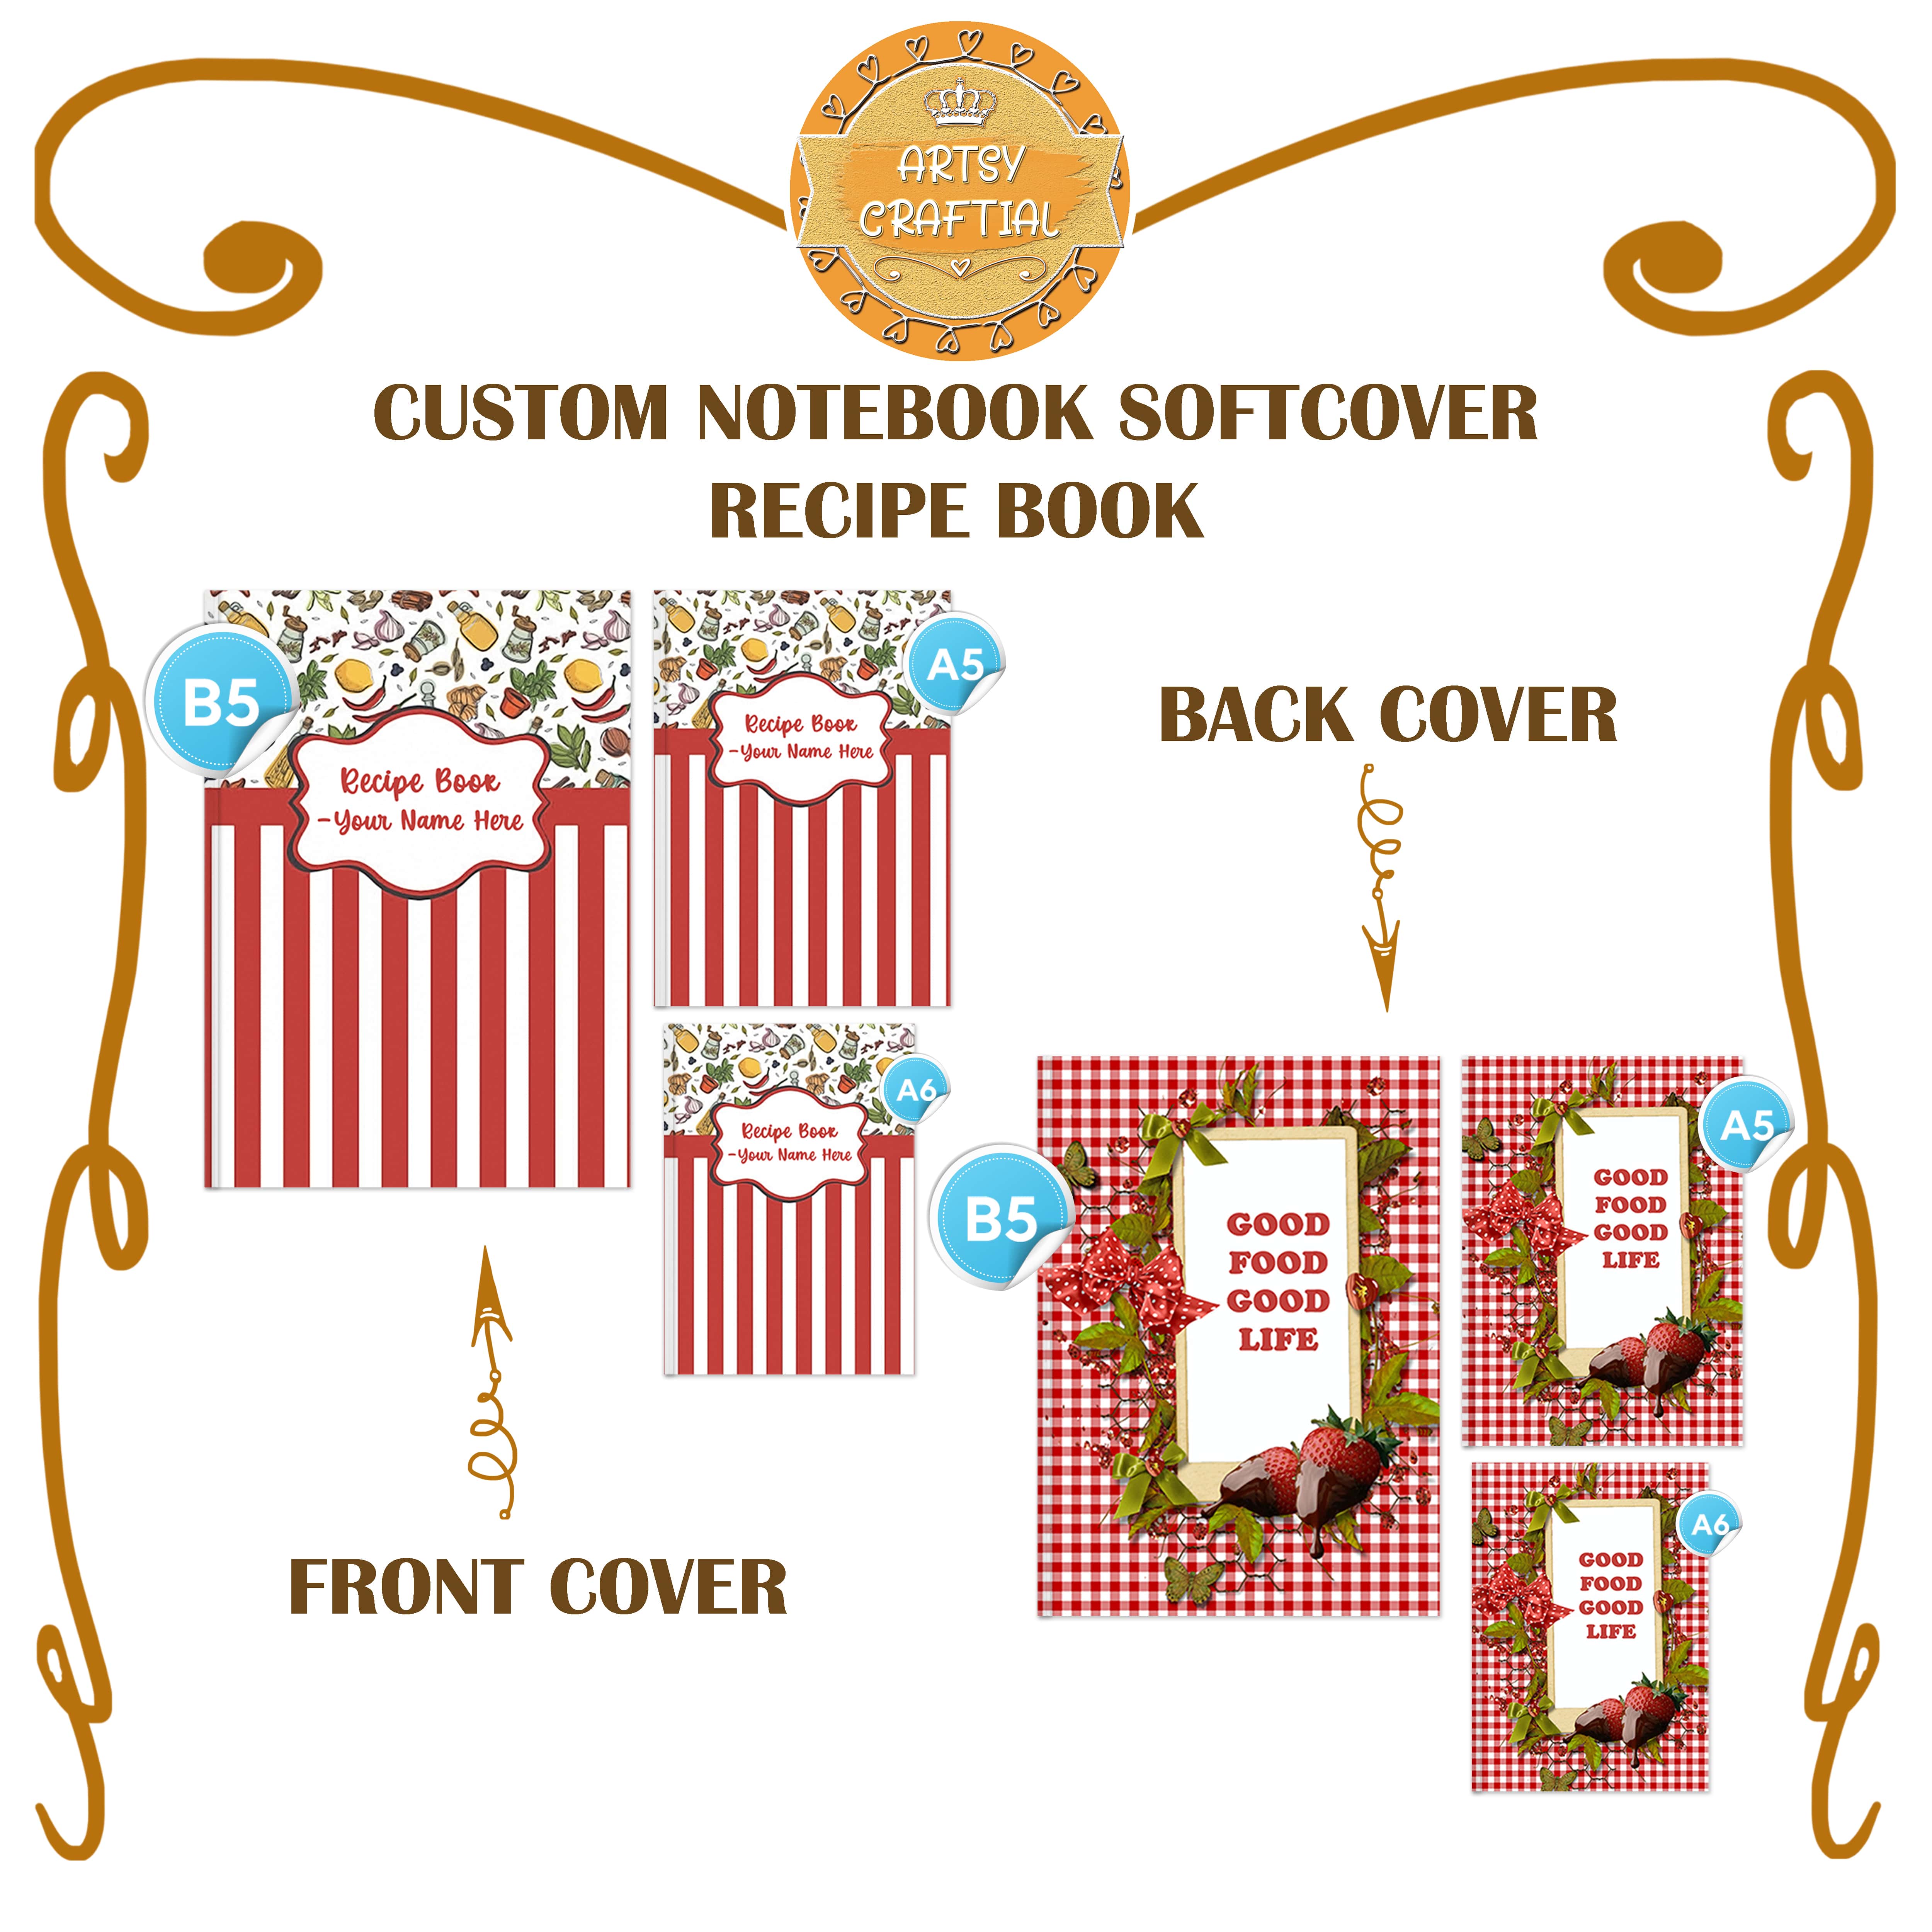 ARTSY
CRAFTIAL
CUSTOM NOTEBOOK SOFTCOVER
RECIPE BOOK
B5
Recipe Book
-Your Name Here
A5
Recipe Book
-Your Name Here
A6
Recipe Book
-Your Name Here
FRONT COVER
BACK COVER
B5
GOOD
FOOD
GOOD
LIFE
A5
GOOD
FOOD
GOOD
LIFE
A6
GOOD
FOOD
GOOD
LIFE